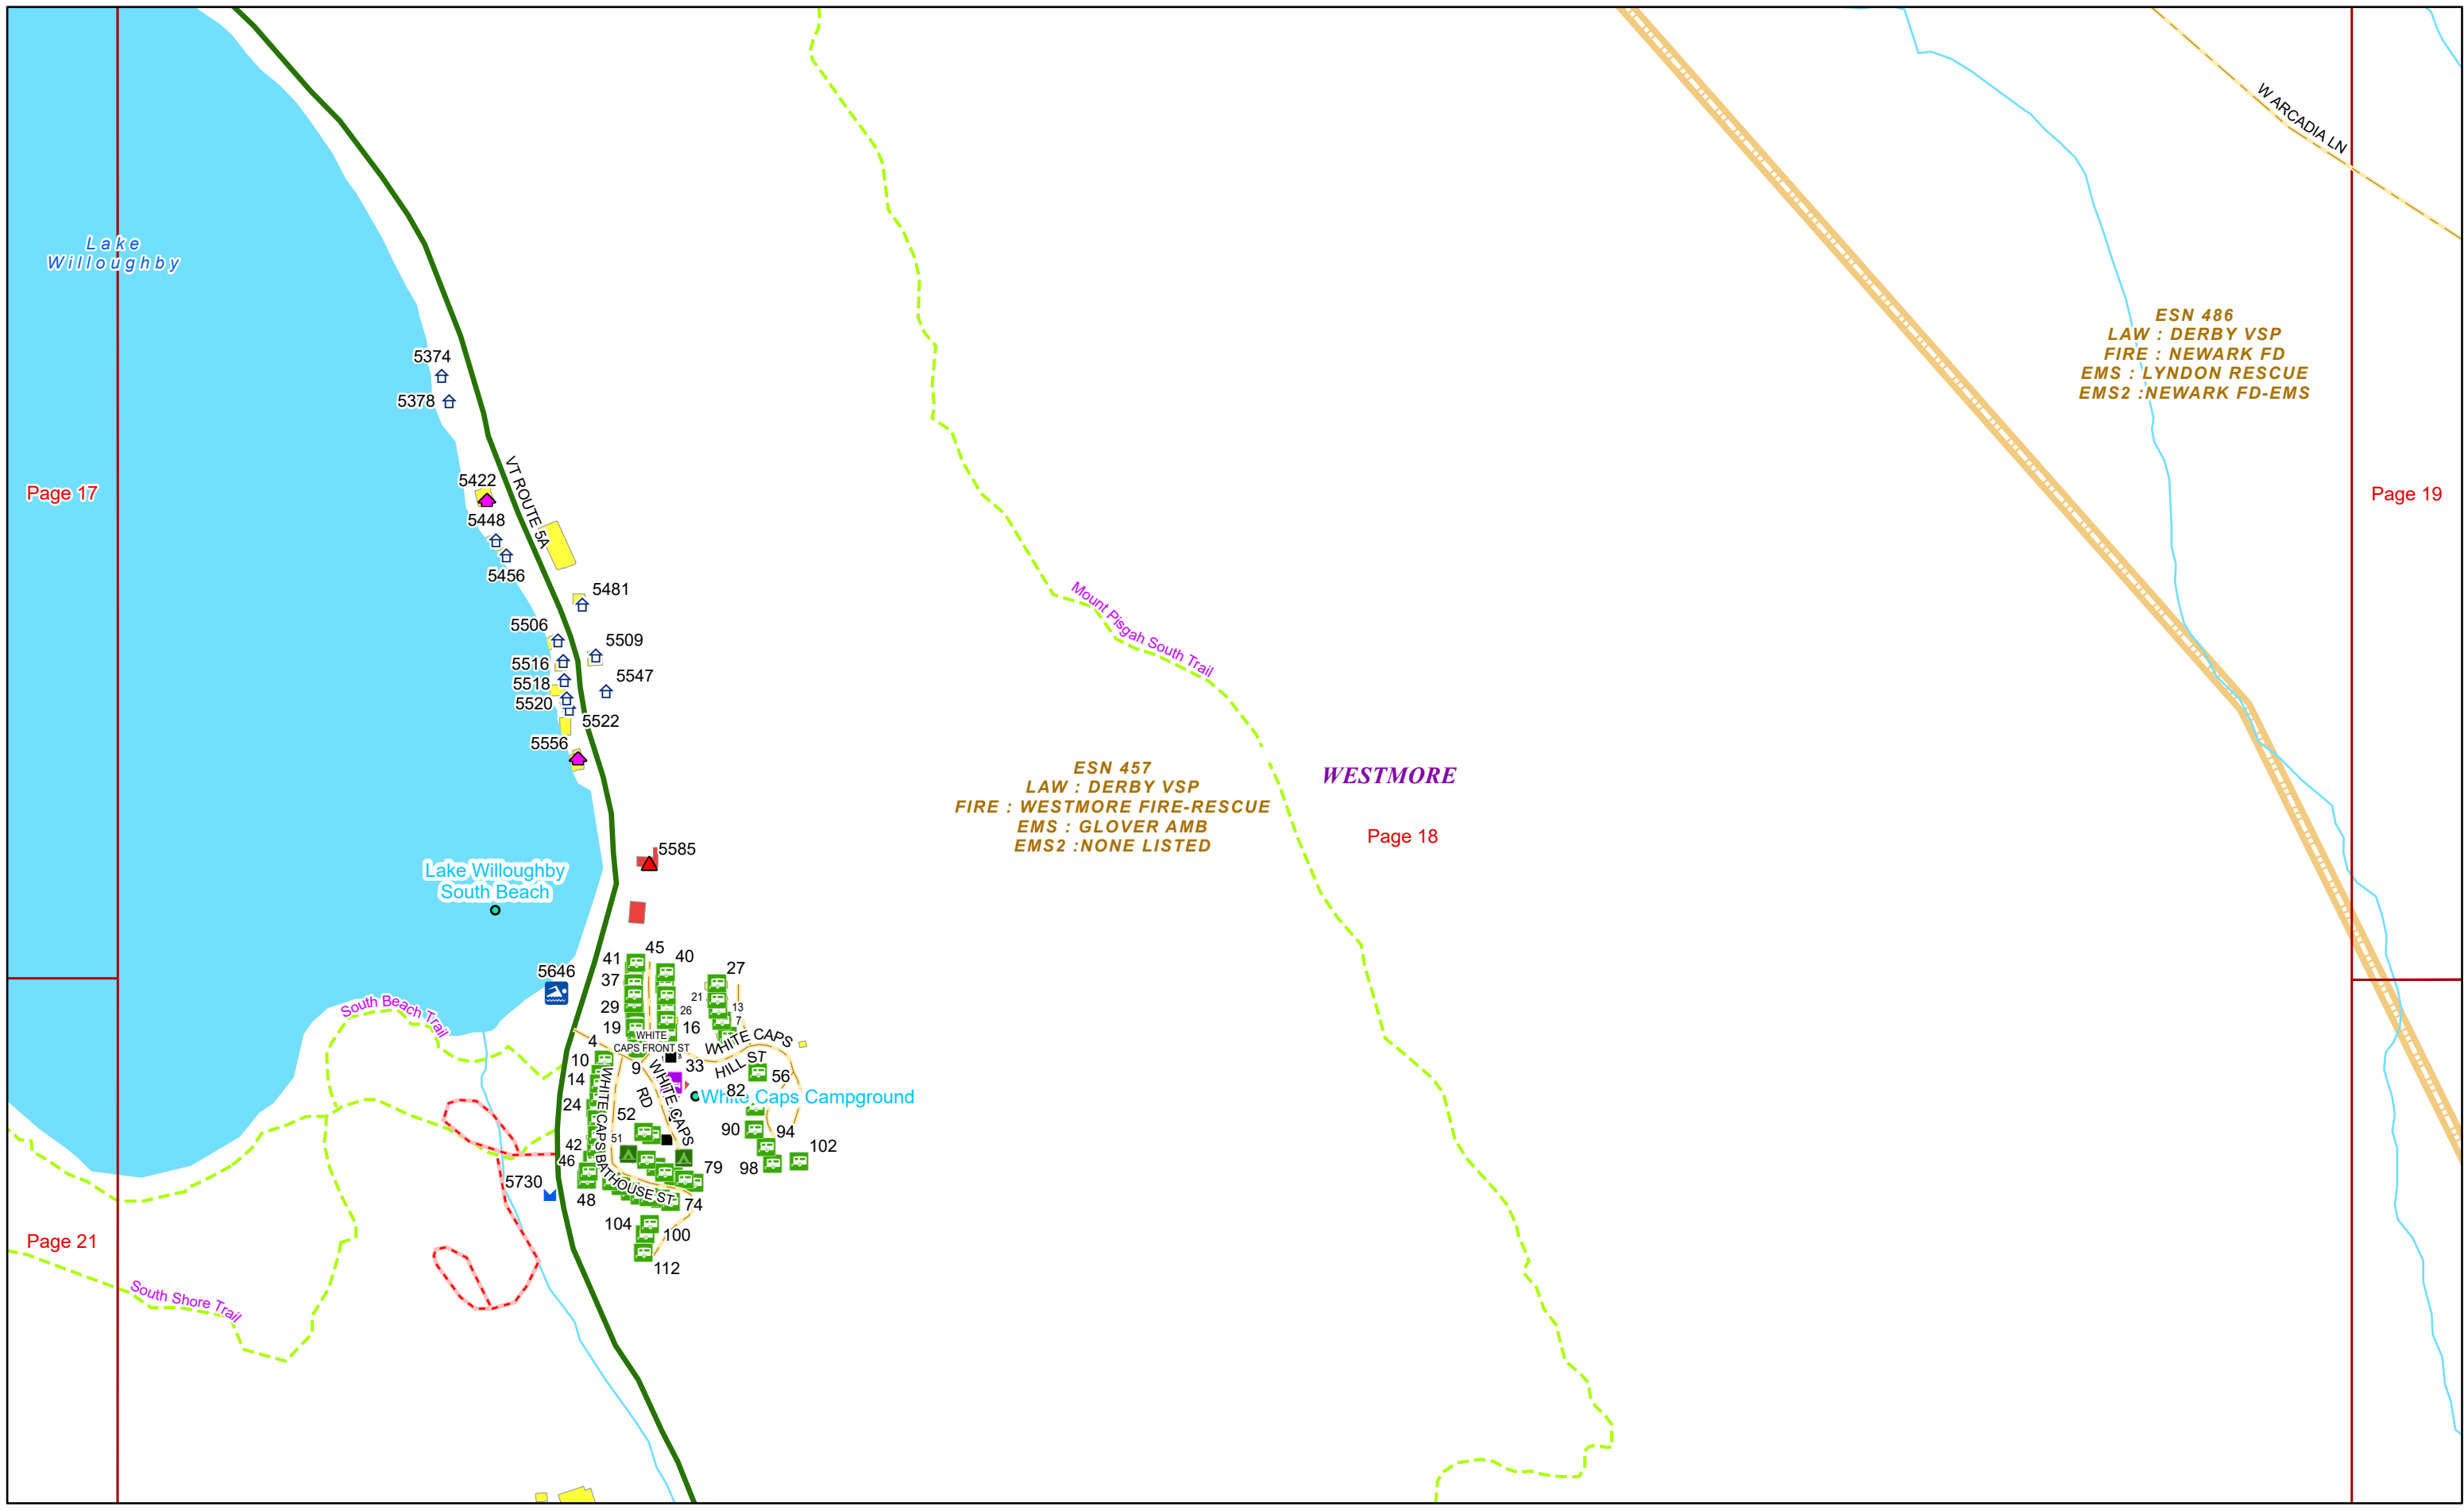 W ARCADIA LN
Lake
Willoughby
ESN 486
LAW : DERBY VSP
FIRE : NEWARK FD
EMS : LYNDON RESCUE
EMS2 :NEWARK FD-EMS
5374
5378
Page 17
5422
VT ROUTE 5A
Page 19
5448
5456
5481
Mount Pisgah South Trail
5506
5509
5516
5547
5518
5520
5522
5556
ESN 457
LAW : DERBY VSP
FIRE : WESTMORE FIRE-RESCUE
EMS : GLOVER AMB
EMS2 :NONE LISTED
WESTMORE
Page 18
5585
Lake Willoughby
South Beach
45
41
40
27
5646
37
21
13
29
26
7
19
16
South Beach Trail
WHITE
CAPS FRONT ST
4
WHITE CAPS
HILL ST
10
9
33
14
56
82
WHITE CAPS
RD
White Caps Campground
24
52
51
90
94
42
102
46
98
79
WHITE CAPS BATHOUSE ST
5730
48
74
104
100
Page 21
112
South Shore Trail